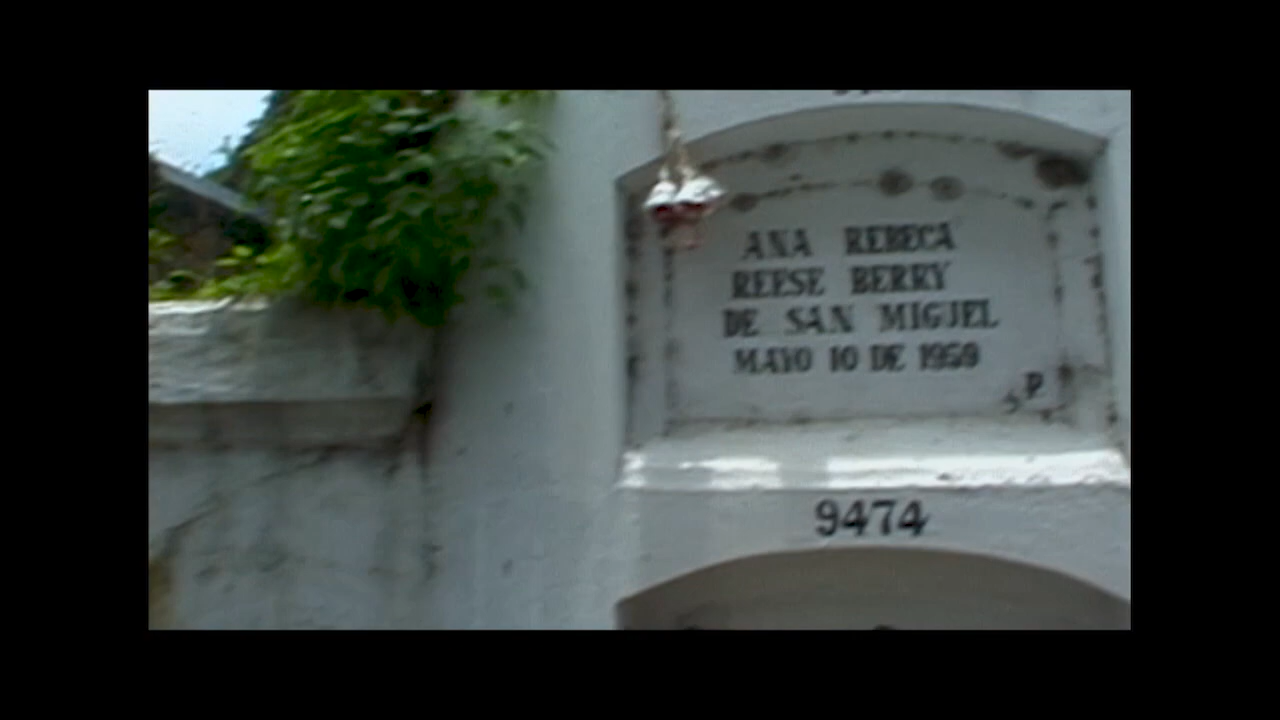 ANA REBECA
REESE BERRY
DE SAN MIGUEL
MAYO 10 DE 1959
P.
9474